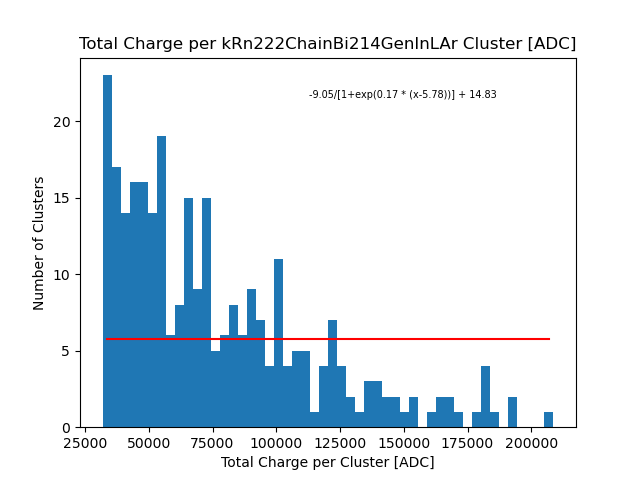 Total Charge per kRn222ChainBi214GenInLAr Cluster [ADC]
-9.05/[1+exp(0.17 * (x-5.78))] + 14.83
Number of Clusters
20
15
10
5
0
25000 50000 75000 100000 125000 150000 175000 200000
Total Charge per Cluster [ADC]